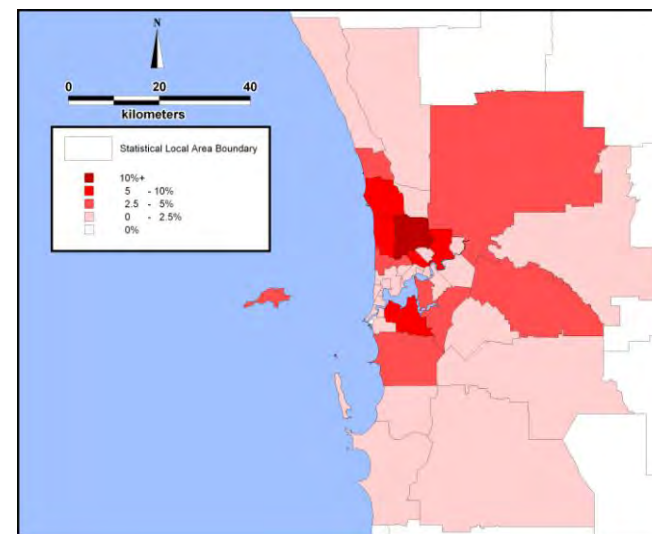 N
0 20 40
kilometers
Statistical Local Area Boundary
10%+
5 - 10%
2.5 - 5%
0 - 2.5%
0%